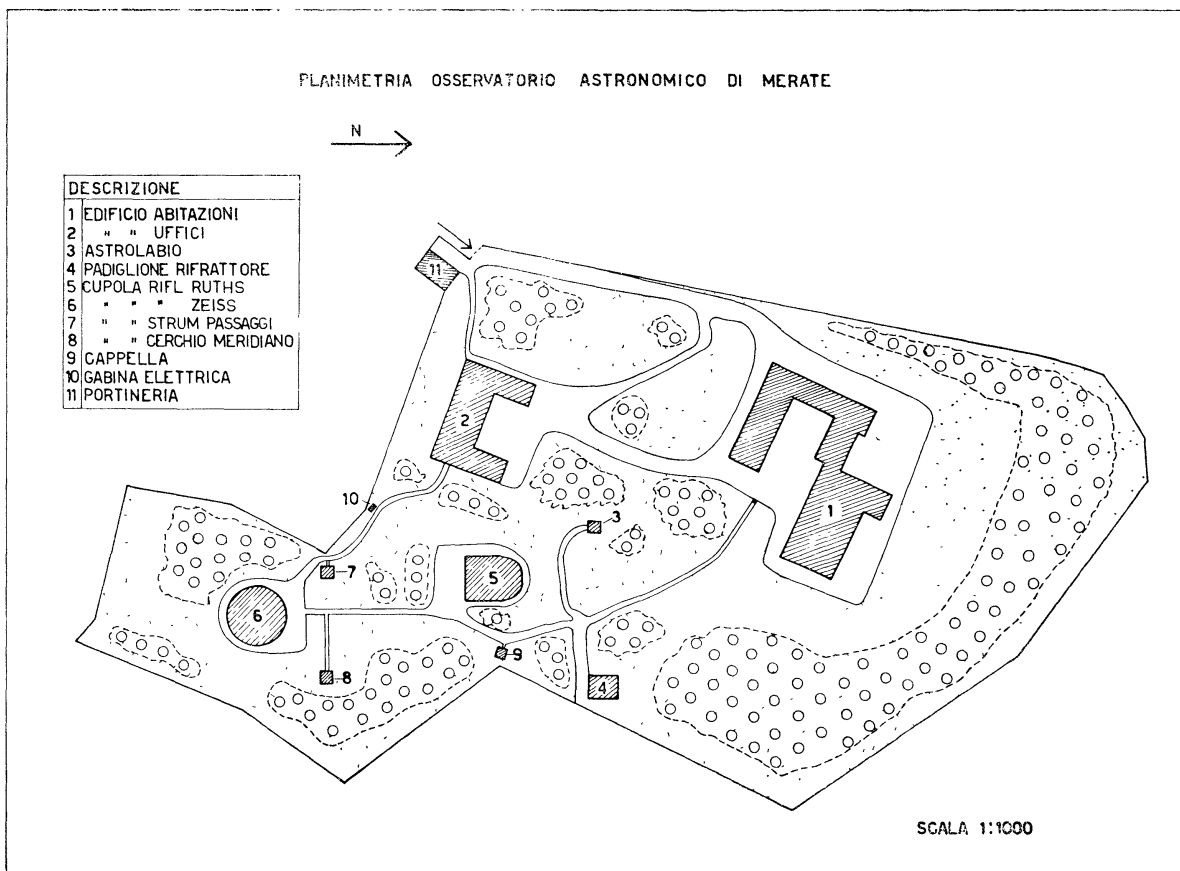 PLANIMETRIA OSSERVATORIO ASTRONOMICO DI MERATE
N
DESCRIZIONE
1 EDIFICIO ABITAZIONI
2 " " UFFICI
3 ASTROLABIO
4 PADIGLIONE RIFRATTORE
5 CUPOLA RIFL RUTHS
6 " " " ZEISS
7 " " STRUM PASSAGGI
8 " " CERCHIO MERIDIANO
9 CAPPELLA
10 GABINA ELETTRICA
11 PORTINERIA
11
2
10
3
1
7
5
6
9
8
4
SCALA 1:1000